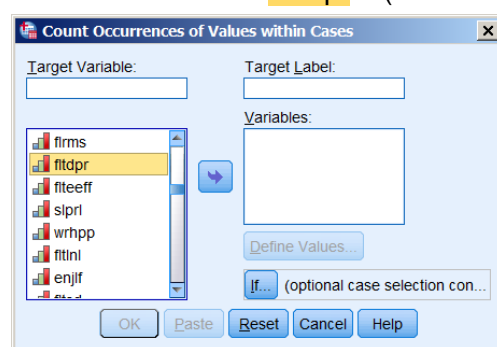 Count Occurrences of Values within Cases
Target Variable:
Target Label:
Variables:
flrms
fltdpr
flteeff
slprl
wrhpp
fltlnl
enjlf
Define Values...
If... (optional case selection con...
OK Paste Reset Cancel Help